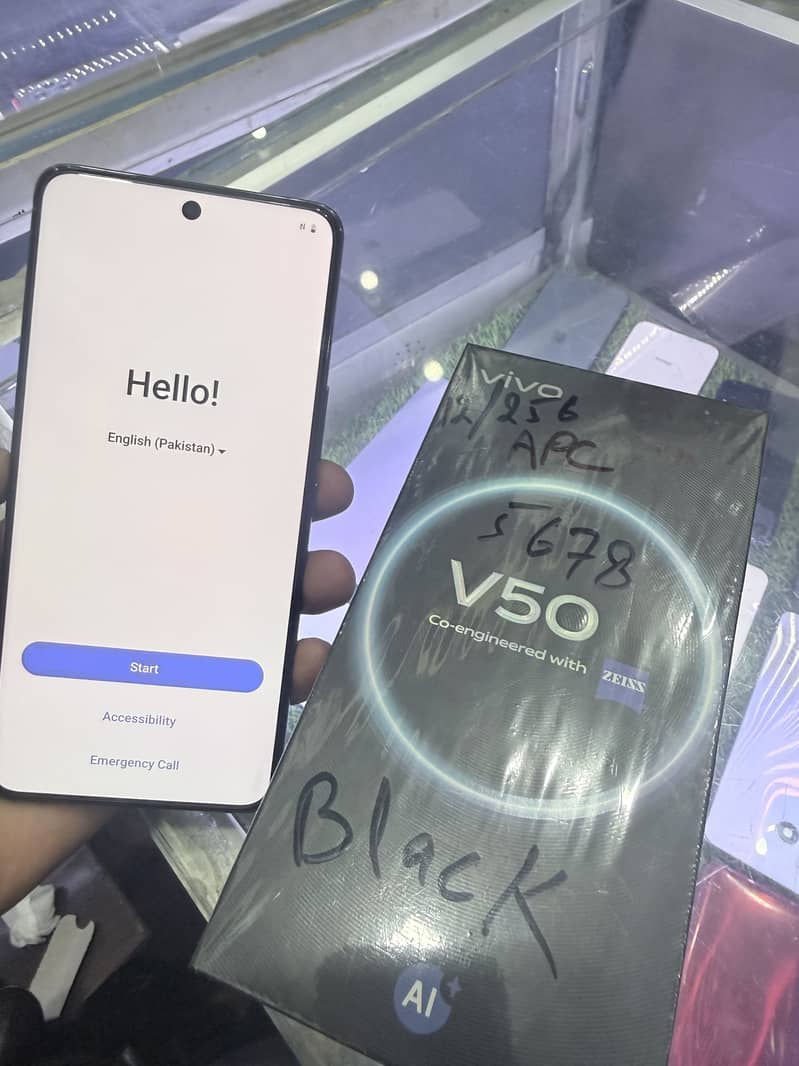 Hello!
English (Pakistan)
Start
Accessibility
Emergency Call
vivo
12/256
APC
5678
V50
Co-engineered with
ZEISS
Black
AI